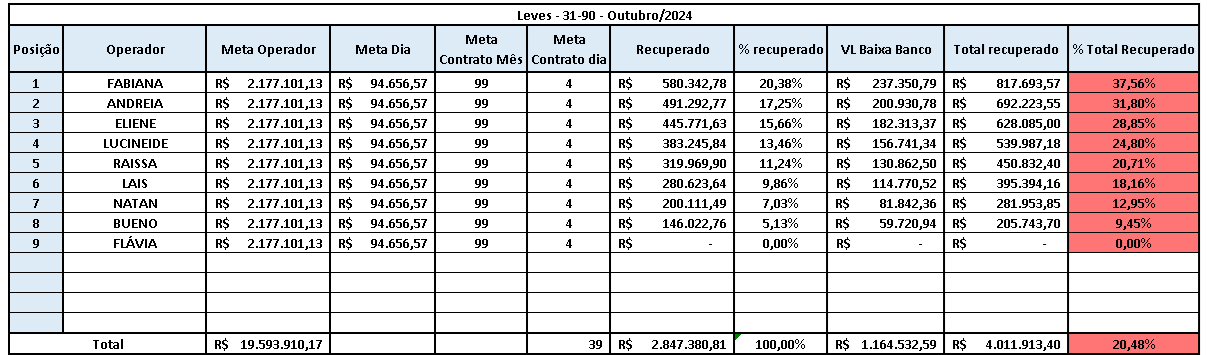 Leves - 31-90 - Outubro/2024
Posição Operador Meta Operador Meta Dia Meta Contrato Mês Meta Contrato dia Recuperado % recuperado VL Baixa Banco Total recuperado % Total Recuperado
1 FABIANA R$ 2.177.101,13 R$ 94.656,57 99 4 R$ 580.342,78 20,38% R$ 237.350,79 R$ 817.693,57 37,56%
2 ANDREIA R$ 2.177.101,13 R$ 94.656,57 99 4 R$ 491.292,77 17,25% R$ 200.930,78 R$ 692.223,55 31,80%
3 ELIENE R$ 2.177.101,13 R$ 94.656,57 99 4 R$ 445.771,63 15,66% R$ 182.313,37 R$ 628.085,00 28,85%
4 LUCINEIDE R$ 2.177.101,13 R$ 94.656,57 99 4 R$ 383.245,84 13,46% R$ 156.741,34 R$ 539.987,18 24,80%
5 RAISSA R$ 2.177.101,13 R$ 94.656,57 99 4 R$ 319.969,90 11,24% R$ 130.862,50 R$ 450.832,40 20,71%
6 LAIS R$ 2.177.101,13 R$ 94.656,57 99 4 R$ 280.623,64 9,86% R$ 114.770,52 R$ 395.394,16 18,16%
7 NATAN R$ 2.177.101,13 R$ 94.656,57 99 4 R$ 200.111,49 7,03% R$ 81.842,36 R$ 281.953,85 12,95%
8 BUENO R$ 2.177.101,13 R$ 94.656,57 99 4 R$ 146.022,76 5,13% R$ 59.720,94 R$ 205.743,70 9,45%
9 FLÁVIA R$ 2.177.101,13 R$ 94.656,57 99 4 R$ - 0,00% R$ - R$ - 0,00%
Total R$ 19.593.910,17 39 R$ 2.847.380,81 100,00% R$ 1.164.532,59 R$ 4.011.913,40 20,48%